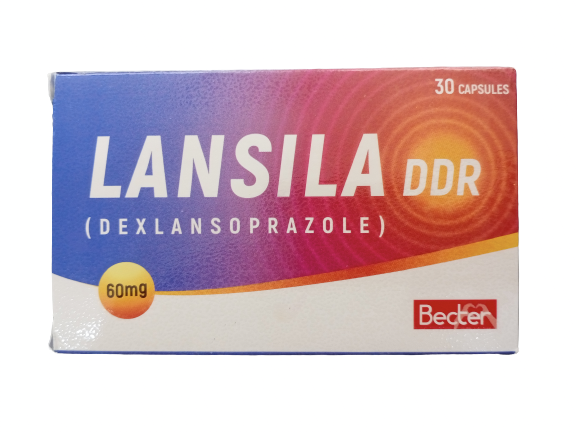 30 CAPSULES
LANSILA DDR
(DEXLANSOPRAZOLE)
60mg
Becter